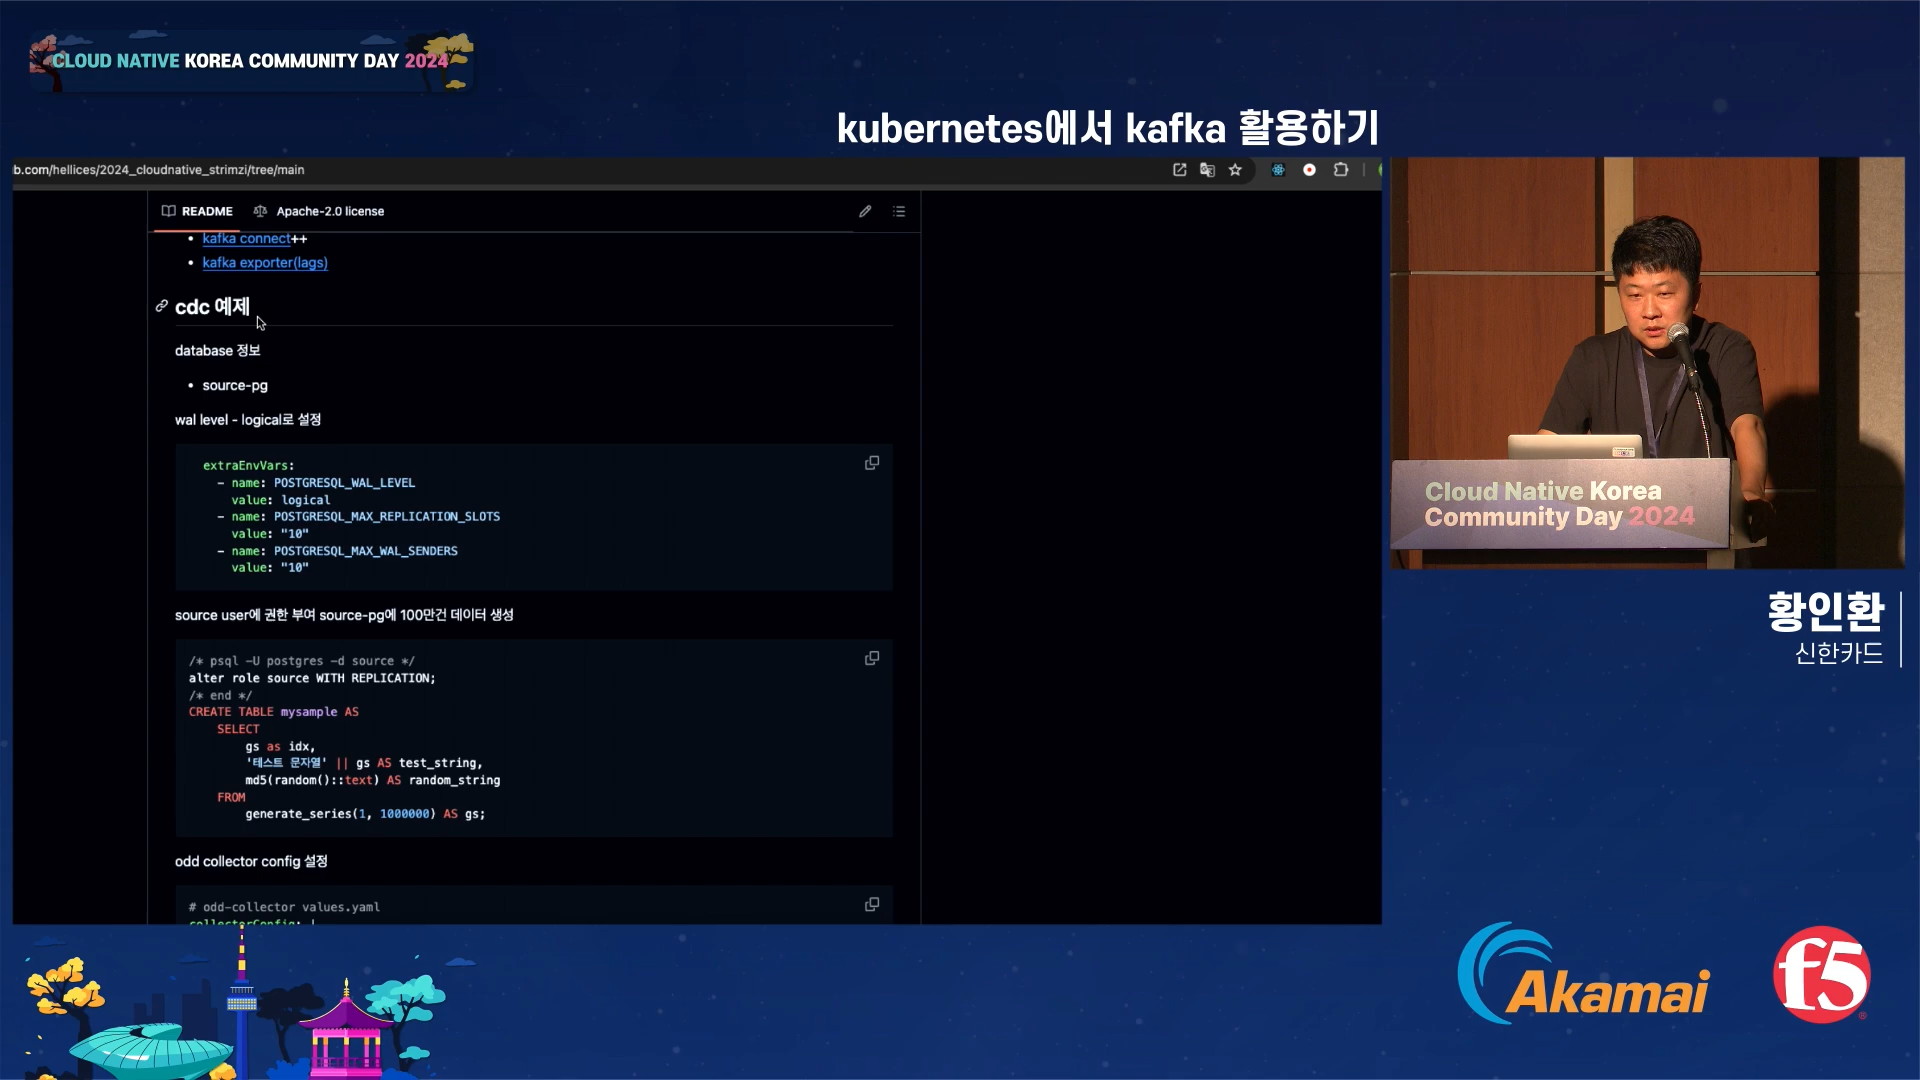 CLOUD NATIVE KOREA COMMUNITY DAY 2024
kubernetes에서 kafka 활용하기
b.com/hellices/2024_cloudnative_strimzi/tree/main
README
Apache-2.0 license
kafka connect++
kafka exporter(lags)
cdc 예제
database 정보
source-pg
wal level - logical로 설정
extraEnvVars:
- name: POSTGRESQL_WAL_LEVEL
value: logical
- name: POSTGRESQL_MAX_REPLICATION_SLOTS
value: "10"
- name: POSTGRESQL_MAX_WAL_SENDERS
value: "10"
source user에 권한 부여 source-pg에 100만건 데이터 생성
/* psql -U postgres -d source */
alter role source WITH REPLICATION;
/* end */
CREATE TABLE mysample AS
SELECT
gs as idx,
'테스트 문자열' || gs AS test_string,
md5(random()::text) AS random_string
FROM
generate_series(1, 1000000) AS gs;
odd collector config 설정
# odd-collector values.yaml
collectorConfig: |
Cloud Native Korea
Community Day 2024
황인환
신한카드
Akamai
f5